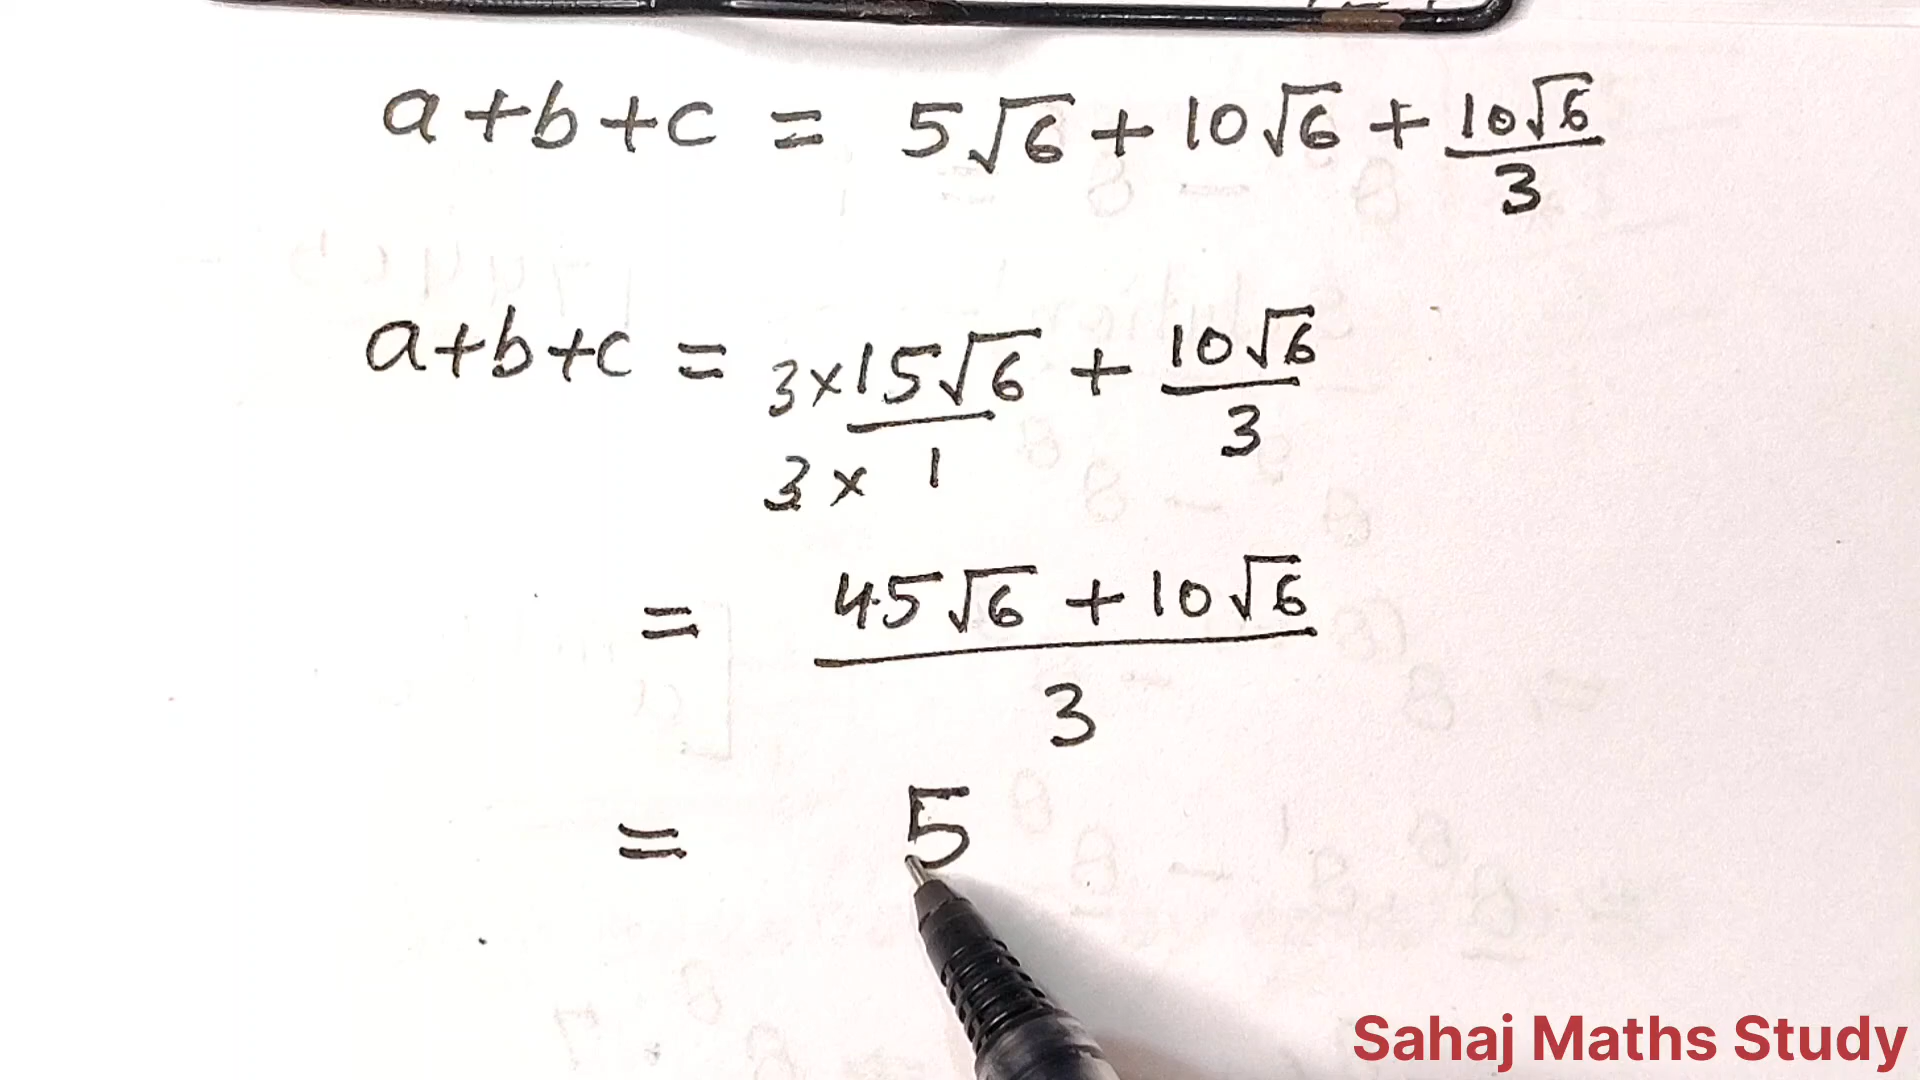 a+b+c = 5√6 + 10√6 + 10√6/3
a+b+c = 3×15√6/3×1 + 10√6/3
= 45√6 + 10√6/3
= 5
Sahaj Maths Study